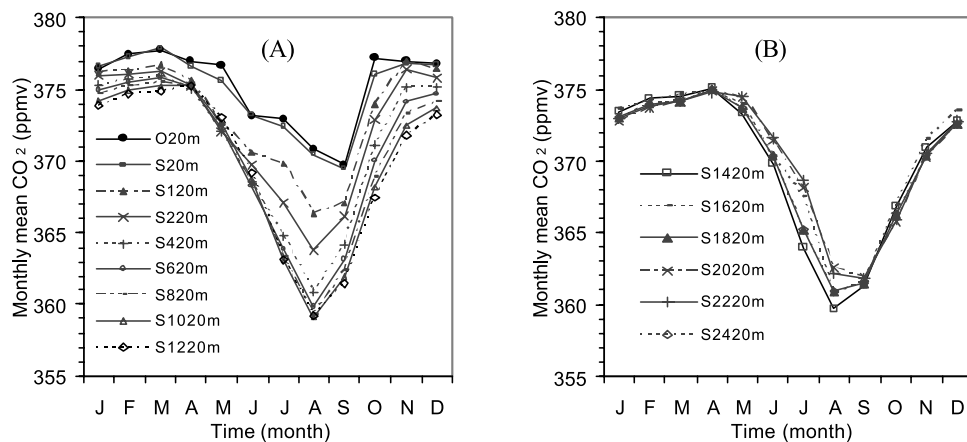 (A)
Monthly mean CO2 (ppmv)
380
375
370
365
360
355
O20m
S20m
S120m
S220m
S420m
S620m
S820m
S1020m
S1220m
J F M A M J J A S O N D
Time (month)
(B)
Monthly mean CO2 (ppmv)
380
375
370
365
360
355
S1420m
S1620m
S1820m
S2020m
S2220m
S2420m
J F M A M J J A S O N D
Time (month)